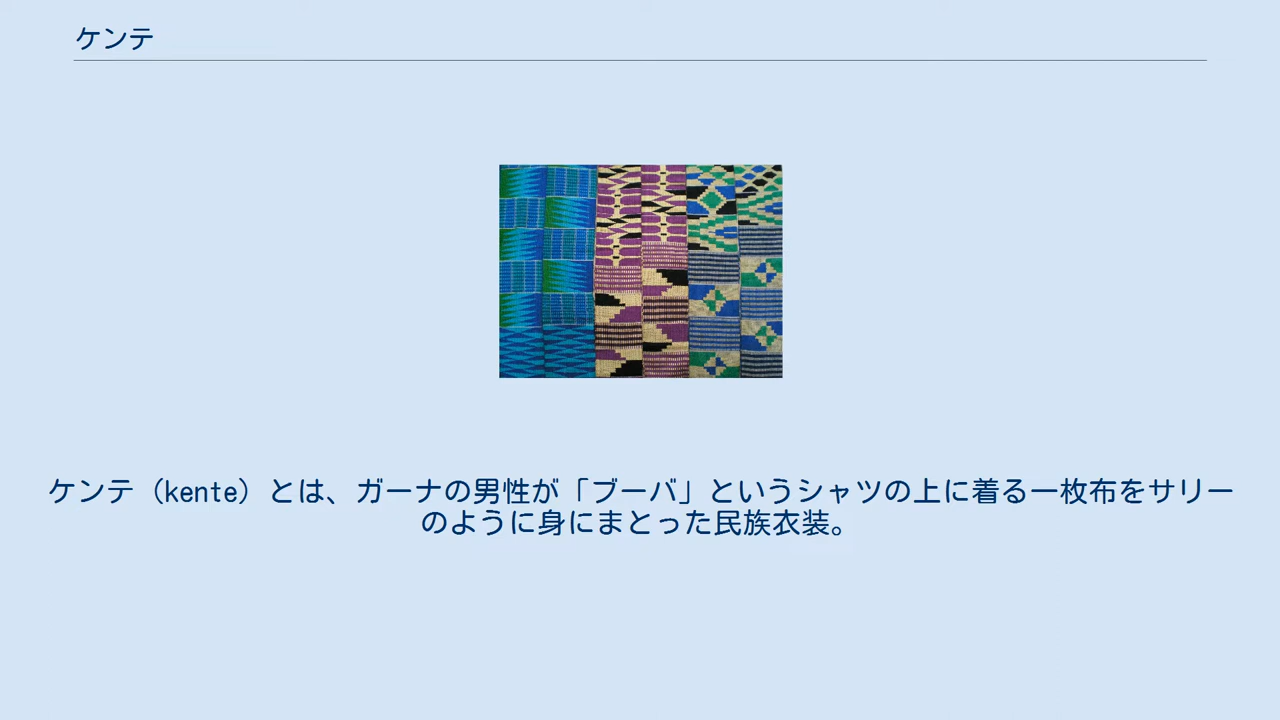 ケンテ
ケンテ（kente）とは、ガーナの男性が「ブーバ」というシャツの上に着る一枚布をサリー
のように身にまとった民族衣装。